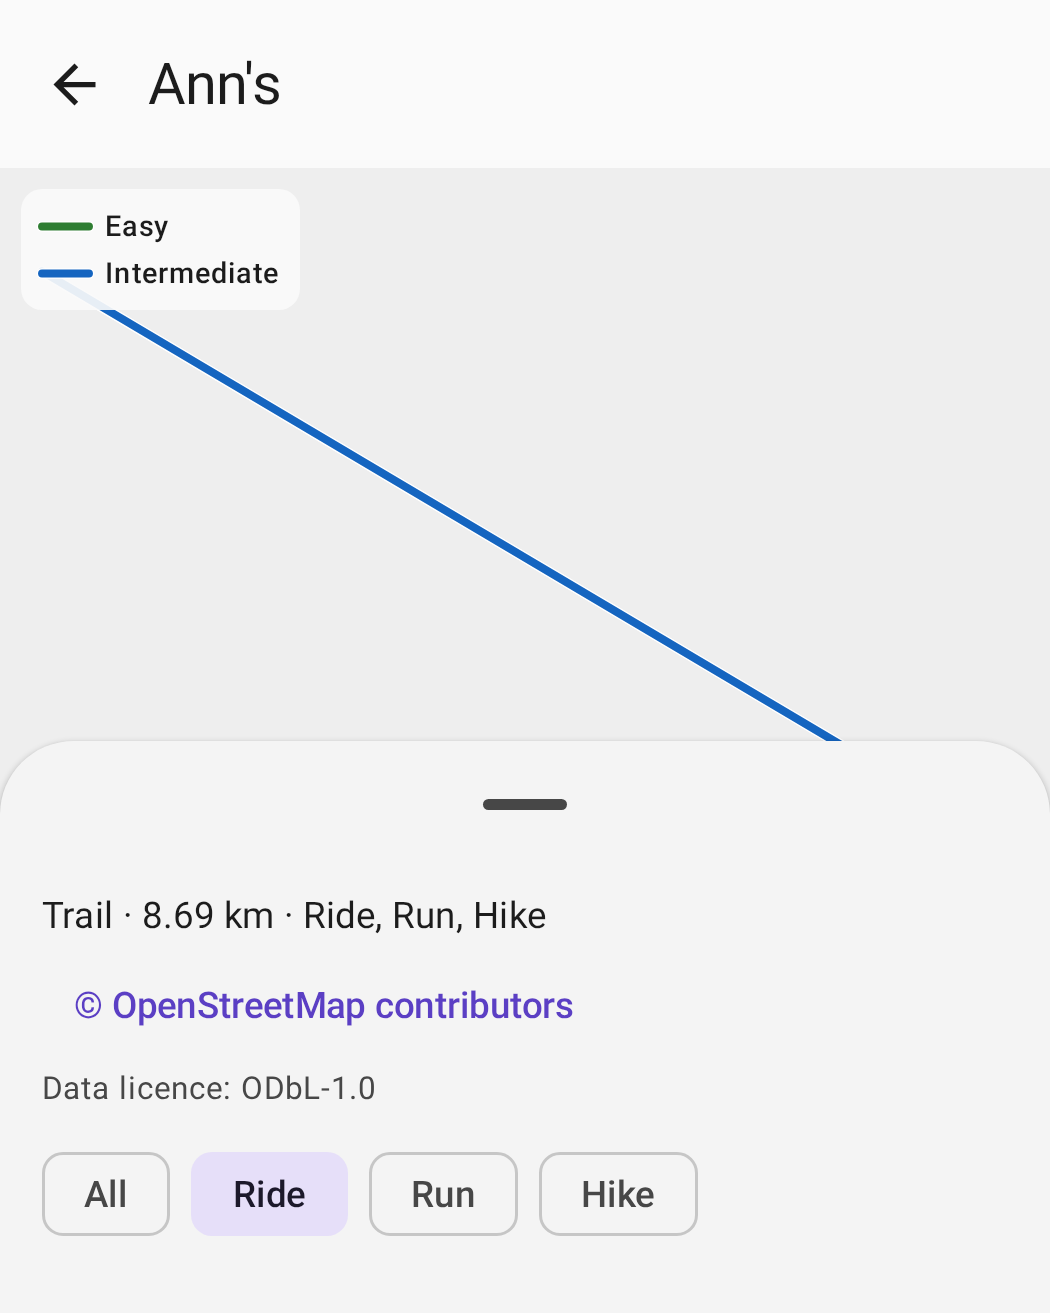 Ann's
Easy
Intermediate
Trail · 8.69 km · Ride, Run, Hike
© OpenStreetMap contributors
Data licence: ODbL-1.0
All Ride Run Hike